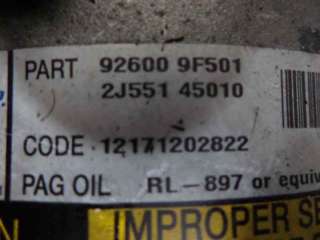 PART 92600 9F501
2J551 45010
CODE 12171202822
PAG OIL RL-897 or equiv
IMPROPER SE